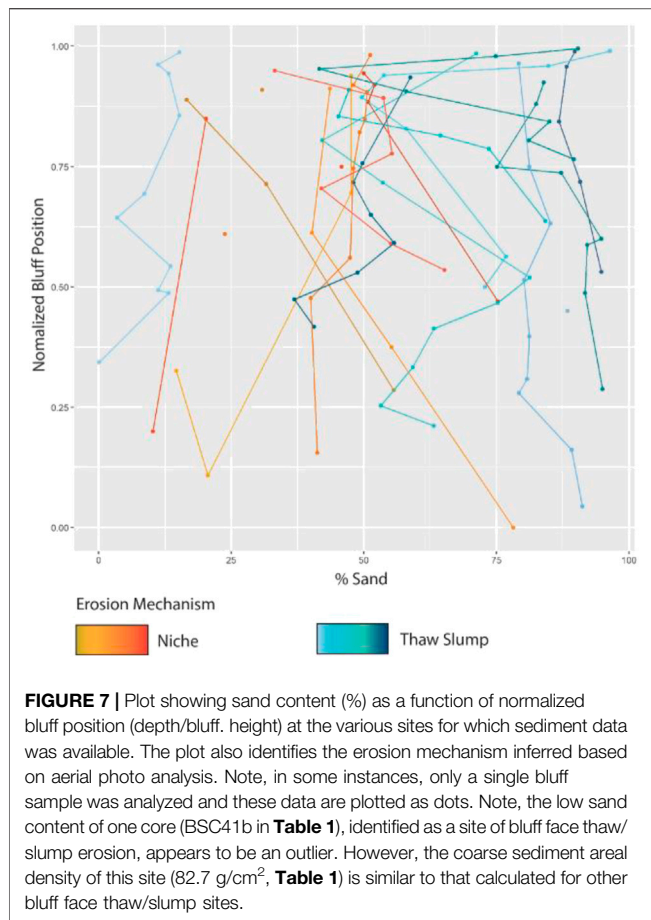 1.00
0.75
0.50
0.25
0.00
Nomalized Bluff Position
0
25
50
75
100
% Sand
Erosion Mechanism
Niche
Thaw Slump
FIGURE 7 | Plot showing sand content (%) as a function of normalized
bluff position (depth/bluff. height) at the various sites for which sediment data
was available. The plot also identifies the erosion mechanism inferred based
on aerial photo analysis. Note, in some instances, only a single bluff
sample was analyzed and these data are plotted as dots. Note, the low sand
content of one core (BSC41b in Table 1), identified as a site of bluff face thaw/
slump erosion, appears to be an outlier. However, the coarse sediment areal
density of this site (82.7 g/cm², Table 1) is similar to that calculated for other
bluff face thaw/slump sites.